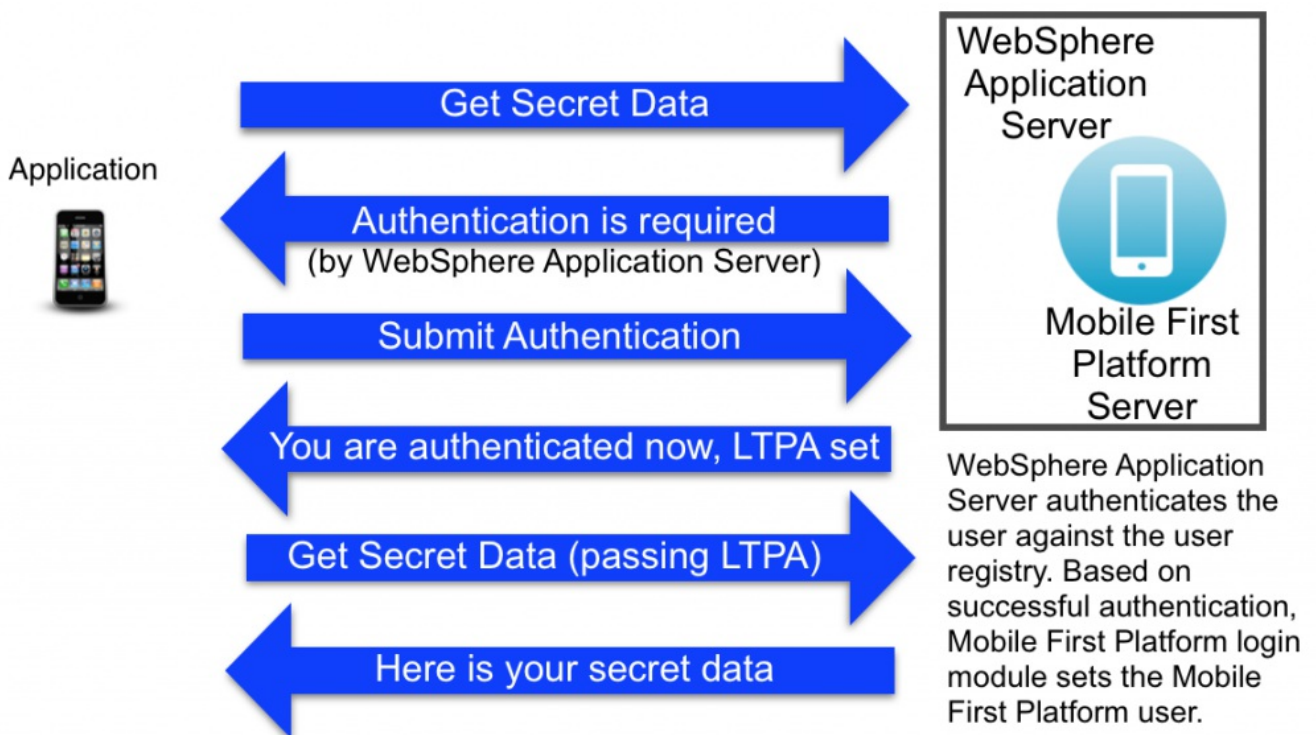 Application
Get Secret Data
Authentication is required
(by WebSphere Application Server)
Submit Authentication
You are authenticated now, LTPA set
Get Secret Data (passing LTPA)
Here is your secret data
WebSphere
Application
Server
Mobile First
Platform
Server
WebSphere Application
Server authenticates the
user against the user
registry. Based on
successful authentication,
Mobile First Platform login
module sets the Mobile
First Platform user.